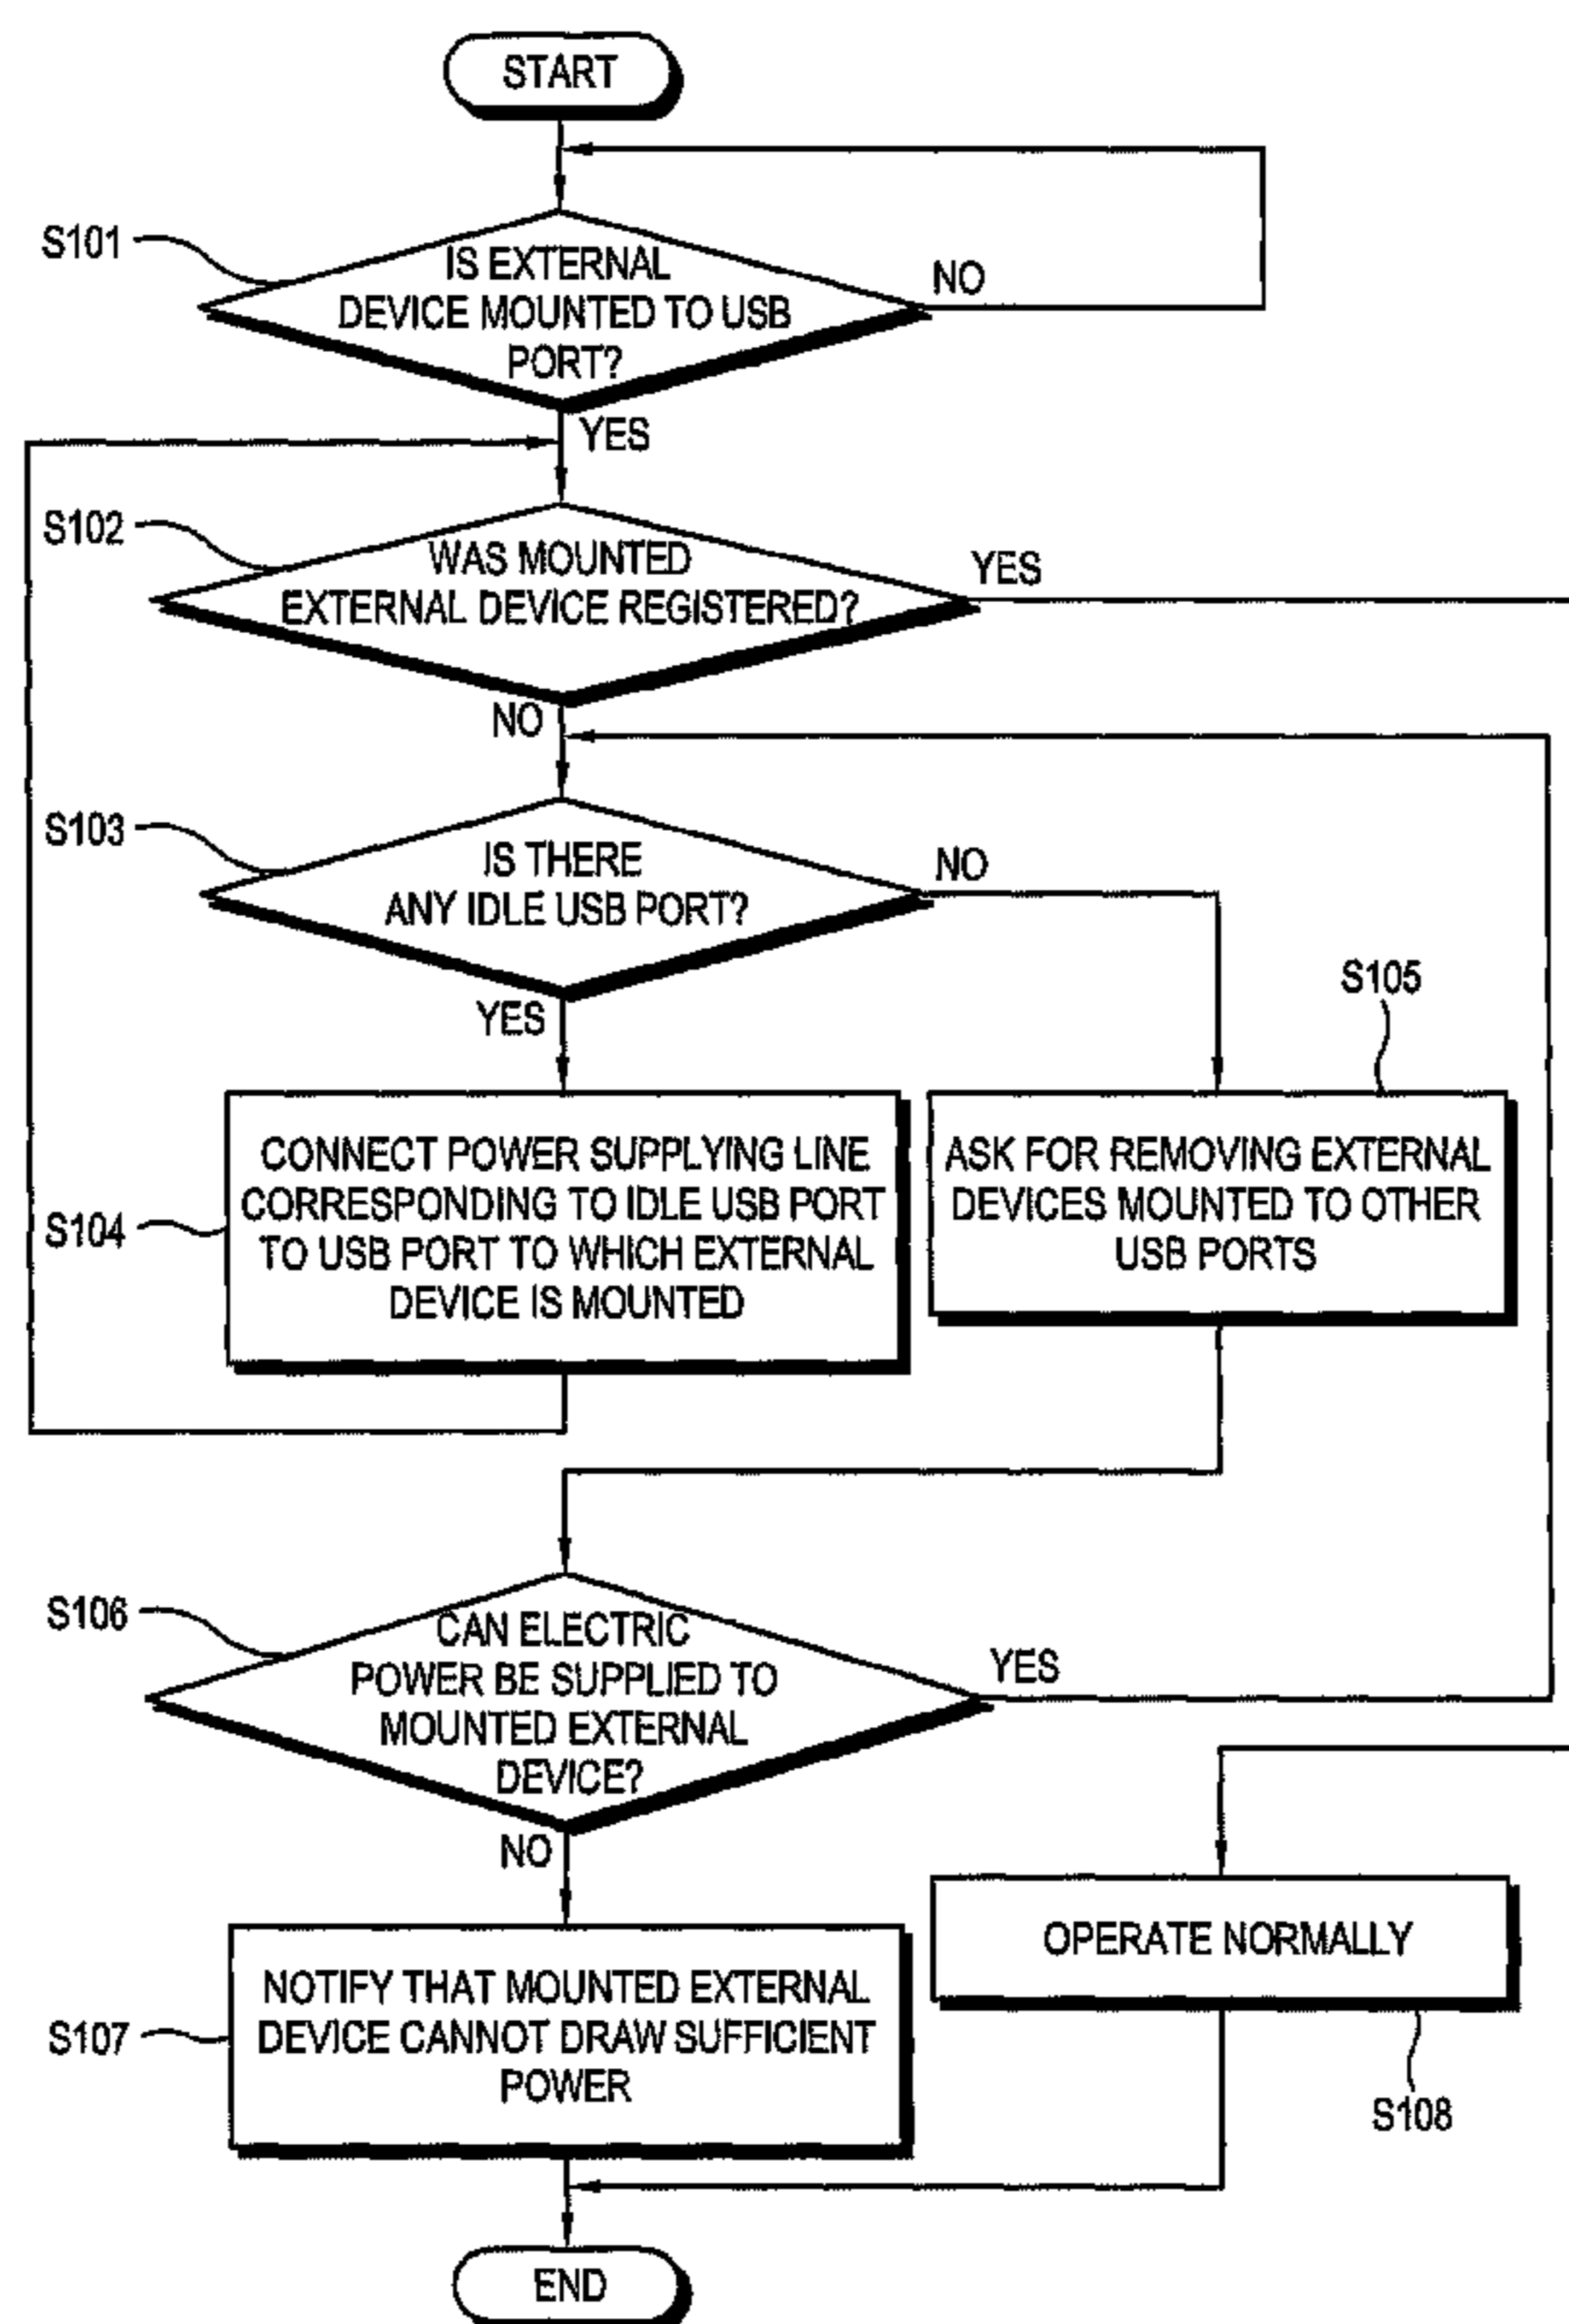 START
S101
IS EXTERNAL
DEVICE MOUNTED TO USB
PORT?
NO
YES
S102
WAS MOUNTED
EXTERNAL DEVICE REGISTERED?
YES
NO
S103
IS THERE
ANY IDLE USB PORT?
NO
YES
S105
S104
CONNECT POWER SUPPLYING LINE
CORRESPONDING TO IDLE USB PORT
TO USB PORT TO WHICH EXTERNAL
DEVICE IS MOUNTED
ASK FOR REMOVING EXTERNAL
DEVICES MOUNTED TO OTHER
USB PORTS
S106
CAN ELECTRIC
POWER BE SUPPLIED TO
MOUNTED EXTERNAL
DEVICE?
YES
NO
S107
NOTIFY THAT MOUNTED EXTERNAL
DEVICE CANNOT DRAW SUFFICIENT
POWER
OPERATE NORMALLY
S108
END